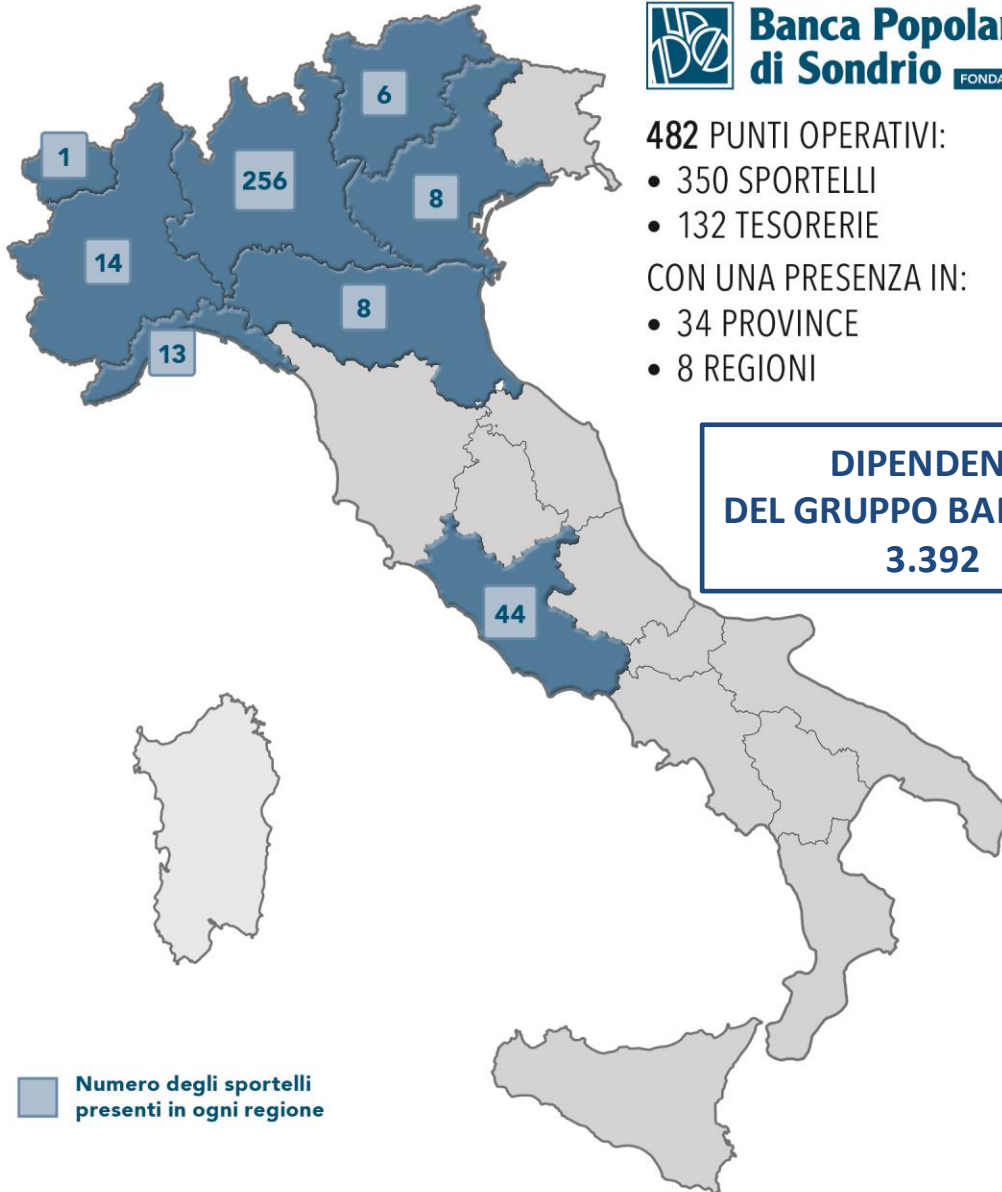 Banca Popolar
di Sondrio FONDA
482 PUNTI OPERATIVI:
• 350 SPORTELLI
• 132 TESORERIE
CON UNA PRESENZA IN:
• 34 PROVINCE
• 8 REGIONI
DIPENDEN
DEL GRUPPO BA
3.392
6
1
256
8
14
8
13
44
Numero degli sportelli
presenti in ogni regione